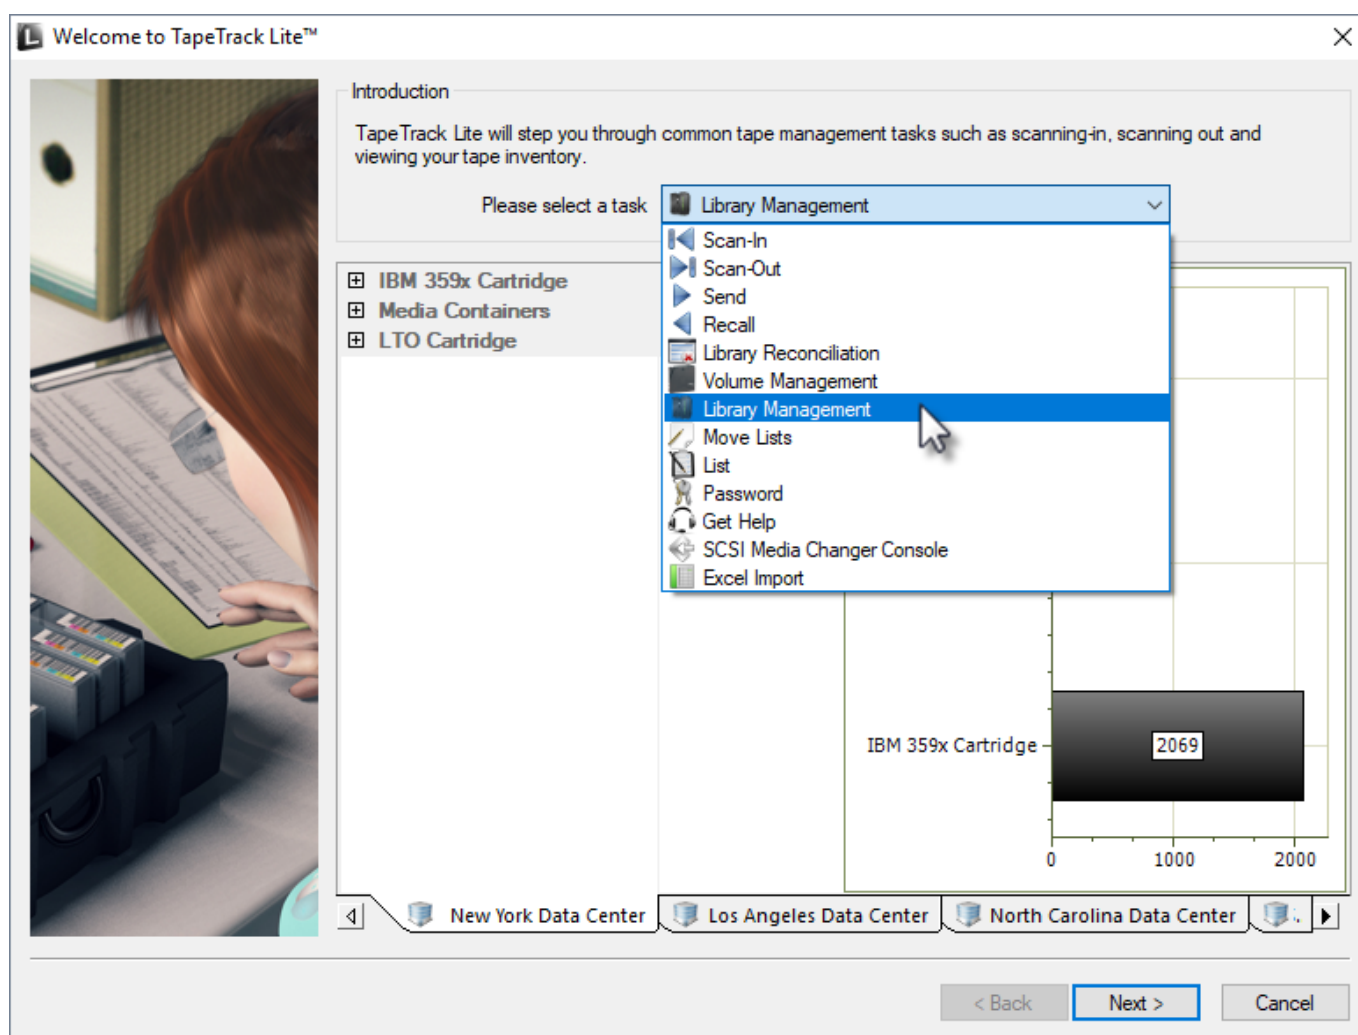 Welcome to TapeTrack Lite™
Introduction
TapeTrack Lite will step you through common tape management tasks such as scanning-in, scanning out and
viewing your tape inventory.
Please select a task
Library Management
Scan-In
Scan-Out
Send
Recall
Library Reconciliation
Volume Management
Library Management
Move Lists
List
Password
Get Help
SCSI Media Changer Console
Excel Import
IBM 359x Cartridge
Media Containers
LTO Cartridge
IBM 359x Cartridge
2069
0 1000 2000
New York Data Center
Los Angeles Data Center
North Carolina Data Center
< Back
Next >
Cancel